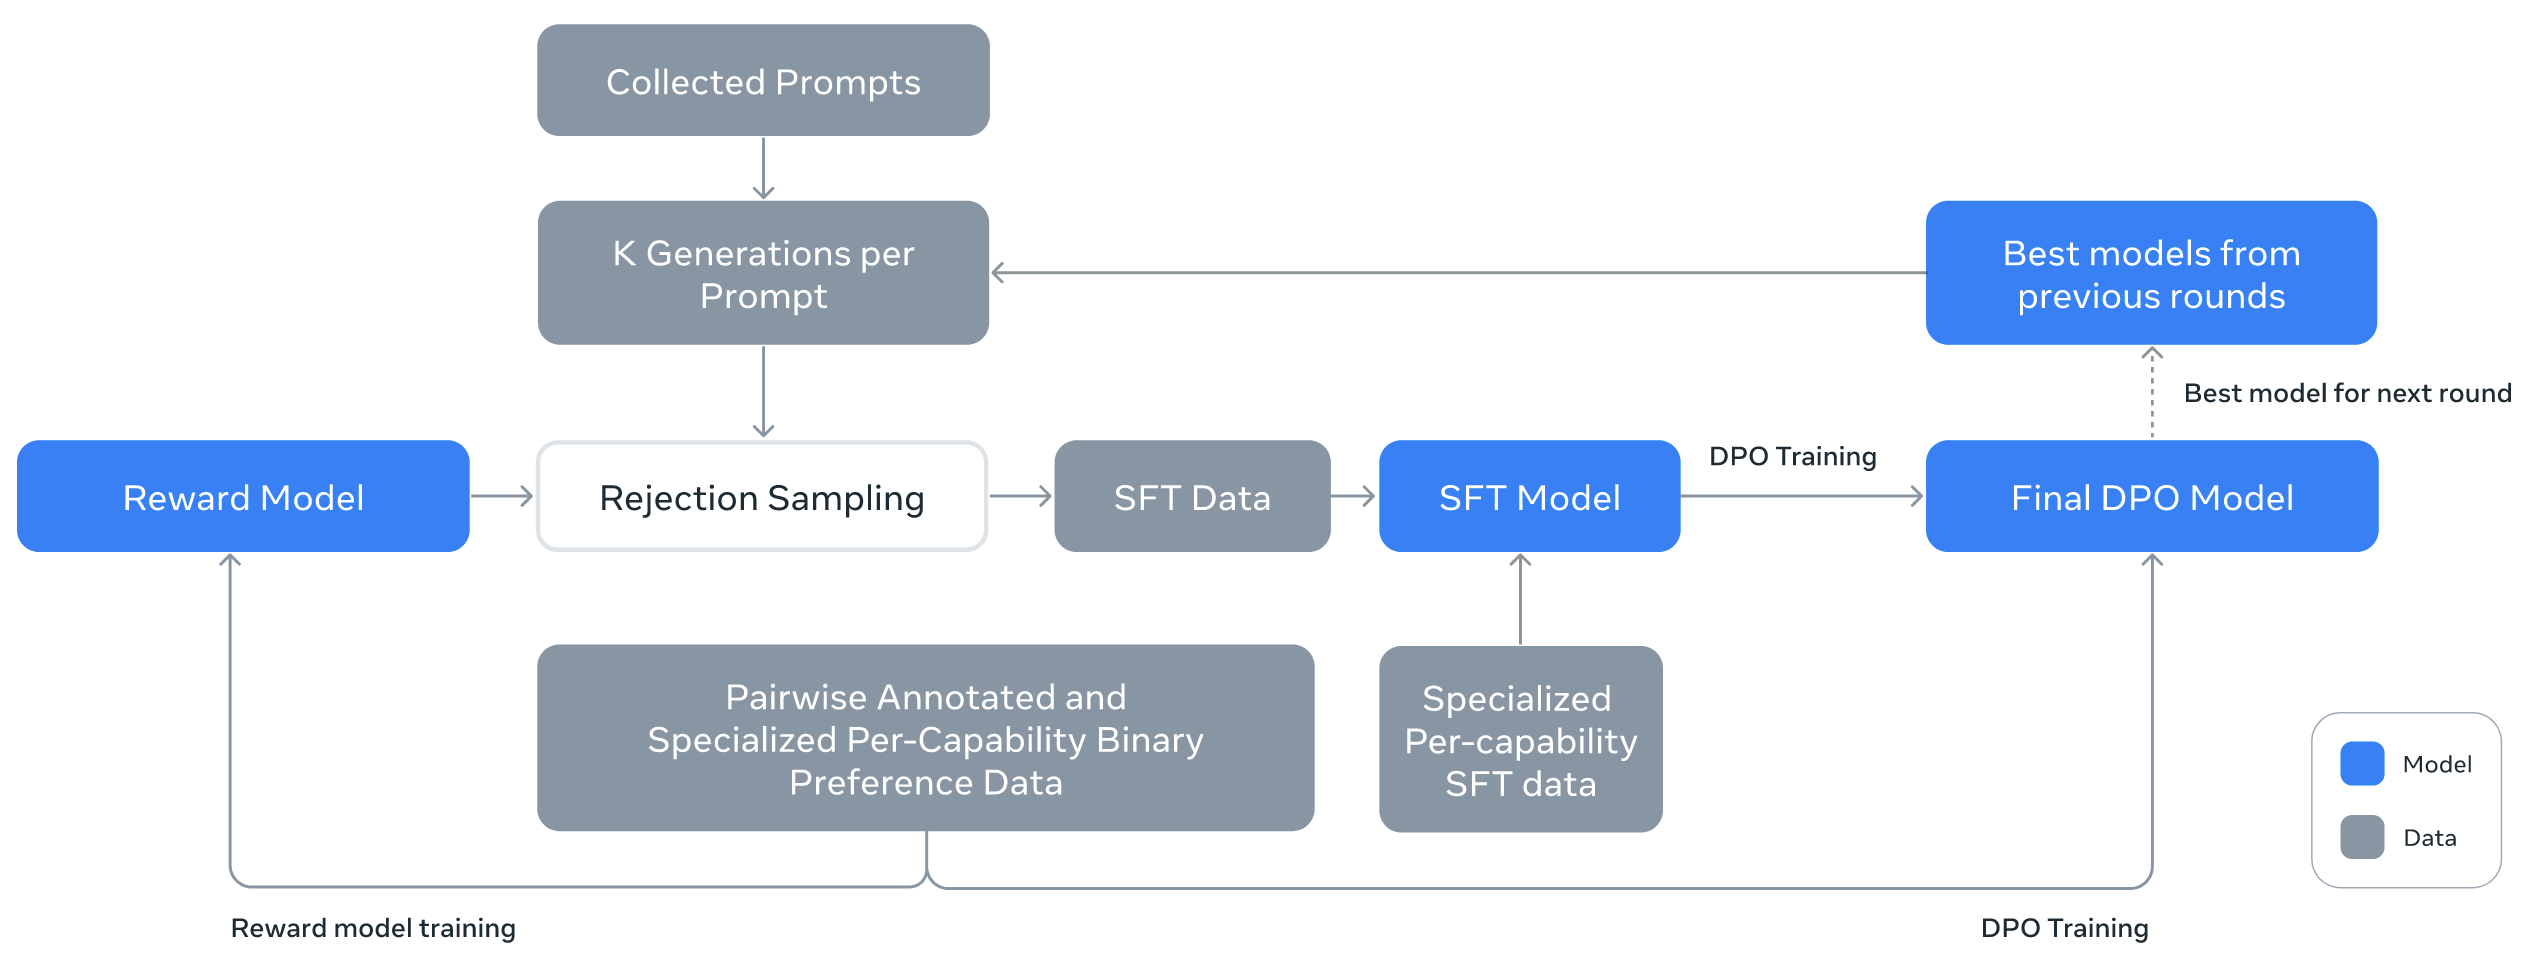 Collected Prompts
K Generations per
Prompt
Best models from
previous rounds
Best model for next round
Reward Model
Rejection Sampling
SFT Data
SFT Model
DPO Training
Final DPO Model
Pairwise Annotated and
Specialized Per-Capability Binary
Preference Data
Specialized
Per-capability
SFT data
Model
Data
Reward model training
DPO Training